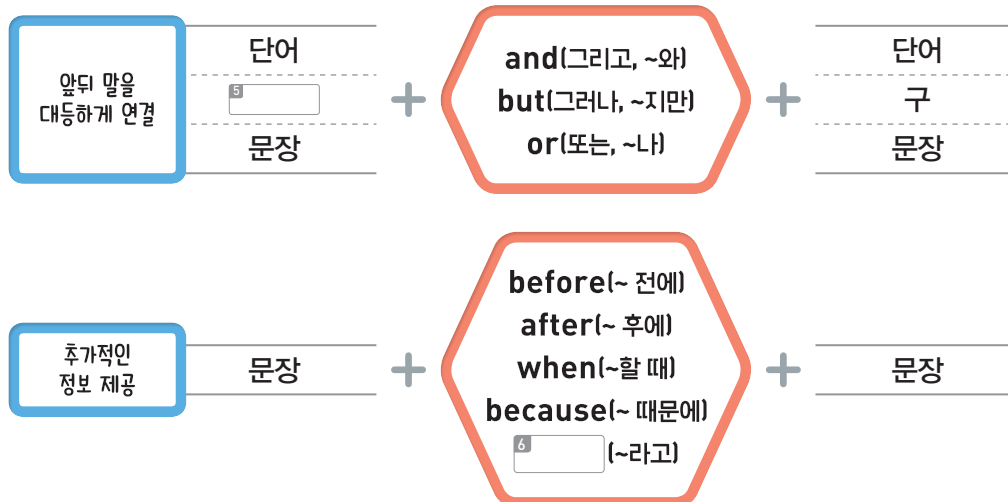 앞뒤 말을
대등하게 연결
단어
5
문장
+
and(그리고, ~와)
but(그러나, ~지만)
or(또는, ~나)
+
단어
구
문장
추가적인
정보 제공
문장
+
before(~ 전에)
after(~ 후에)
when(~할 때)
because(~ 때문에)
6 (~라고)
+
문장